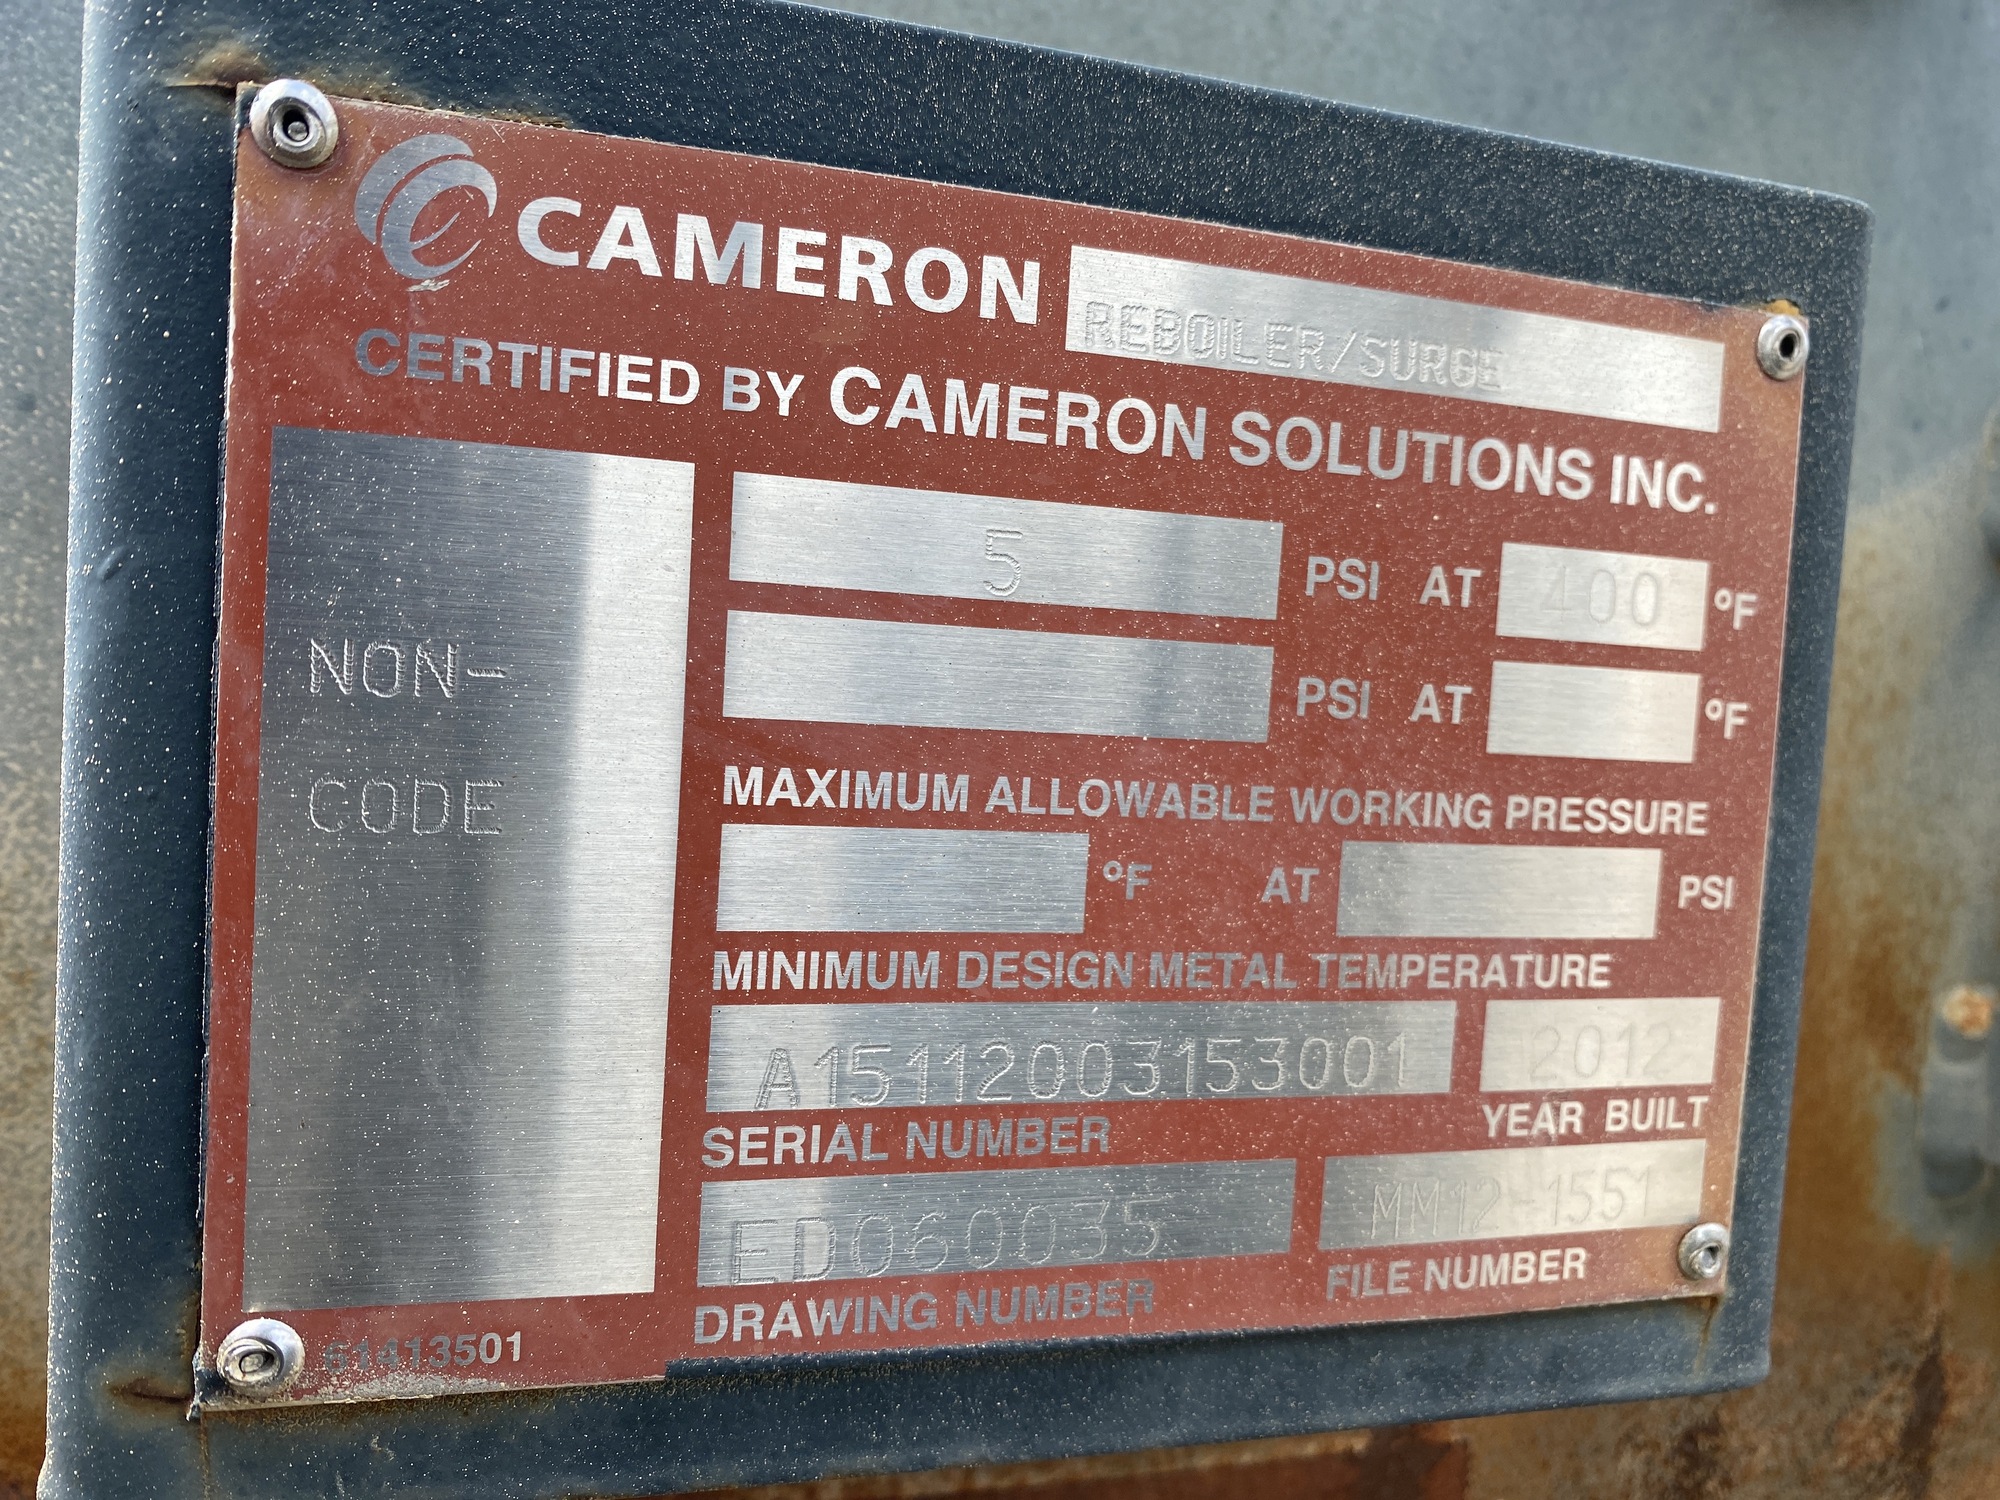 CAMERON REBOILER/SURGE
CERTIFIED BY CAMERON SOLUTIONS INC.
NON-
CODE
5 PSI AT 400 °F
PSI AT °F
MAXIMUM ALLOWABLE WORKING PRESSURE
°F AT PSI
MINIMUM DESIGN METAL TEMPERATURE
A15112003153001 2012
SERIAL NUMBER YEAR BUILT
ED060035 MM12-1551
DRAWING NUMBER FILE NUMBER
61413501